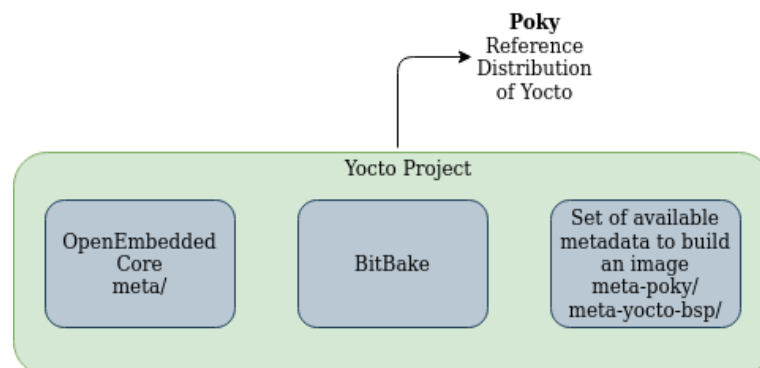 Poky
Reference
Distribution
of Yocto
Yocto Project
OpenEmbedded
Core
meta/
BitBake
Set of available
metadata to build
an image
meta-poky/
meta-yocto-bsp/